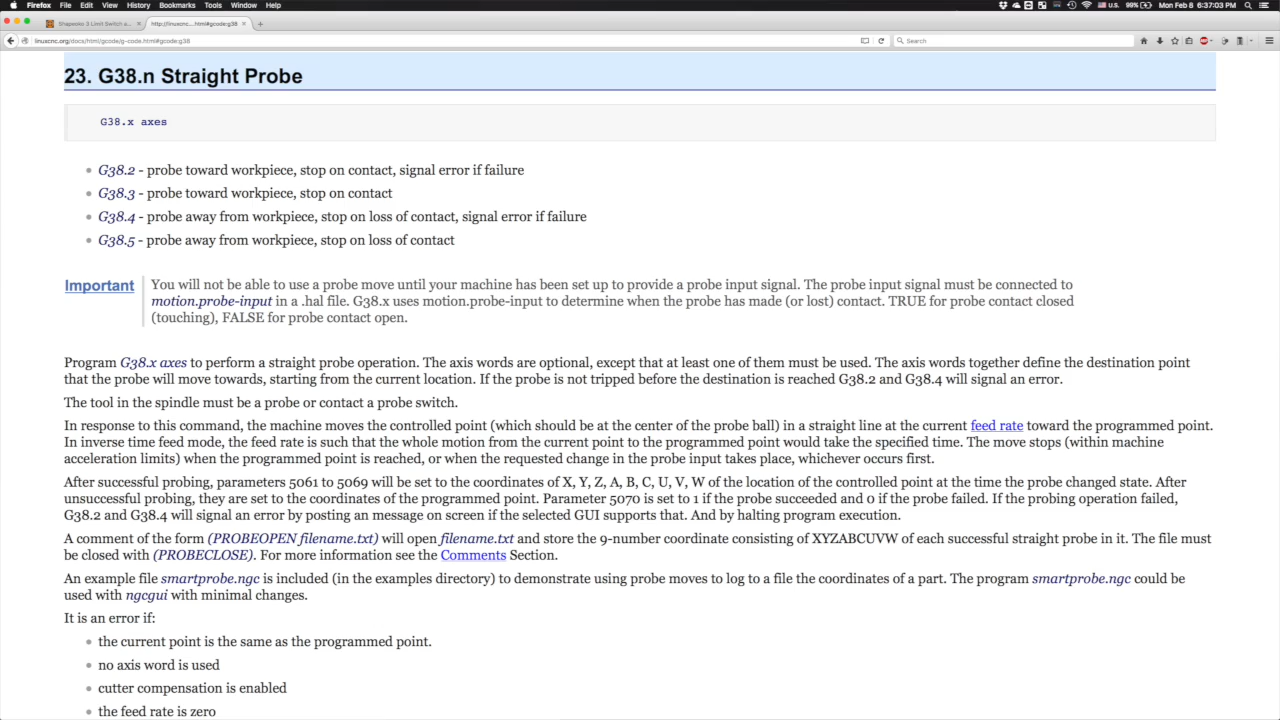 Firefox File Edit View History Bookmarks Tools Window Help U.S. 99% Mon Feb 8 6:37:03 PM
Shapeoko 3 Limit Switch a... × http://linuxcnc....html#gcode:g38 × +
linuxcnc.org/docs/html/gcode/g-code.html#gcode:g38 Search
23. G38.n Straight Probe
G38.x axes
G38.2 - probe toward workpiece, stop on contact, signal error if failure
G38.3 - probe toward workpiece, stop on contact
G38.4 - probe away from workpiece, stop on loss of contact, signal error if failure
G38.5 - probe away from workpiece, stop on loss of contact
Important You will not be able to use a probe move until your machine has been set up to provide a probe input signal. The probe input signal must be connected to
motion.probe-input in a .hal file. G38.x uses motion.probe-input to determine when the probe has made (or lost) contact. TRUE for probe contact closed
(touching), FALSE for probe contact open.
Program G38.x axes to perform a straight probe operation. The axis words are optional, except that at least one of them must be used. The axis words together define the destination point
that the probe will move towards, starting from the current location. If the probe is not tripped before the destination is reached G38.2 and G38.4 will signal an error.
The tool in the spindle must be a probe or contact a probe switch.
In response to this command, the machine moves the controlled point (which should be at the center of the probe ball) in a straight line at the current feed rate toward the programmed point.
In inverse time feed mode, the feed rate is such that the whole motion from the current point to the programmed point would take the specified time. The move stops (within machine
acceleration limits) when the programmed point is reached, or when the requested change in the probe input takes place, whichever occurs first.
After successful probing, parameters 5061 to 5069 will be set to the coordinates of X, Y, Z, A, B, C, U, V, W of the location of the controlled point at the time the probe changed state. After
unsuccessful probing, they are set to the coordinates of the programmed point. Parameter 5070 is set to 1 if the probe succeeded and 0 if the probe failed. If the probing operation failed,
G38.2 and G38.4 will signal an error by posting an message on screen if the selected GUI supports that. And by halting program execution.
A comment of the form (PROBEOPEN filename.txt) will open filename.txt and store the 9-number coordinate consisting of XYZABCUVW of each successful straight probe in it. The file must
be closed with (PROBECLOSE). For more information see the Comments Section.
An example file smartprobe.ngc is included (in the examples directory) to demonstrate using probe moves to log to a file the coordinates of a part. The program smartprobe.ngc could be
used with ngcgui with minimal changes.
It is an error if:
the current point is the same as the programmed point.
no axis word is used
cutter compensation is enabled
the feed rate is zero